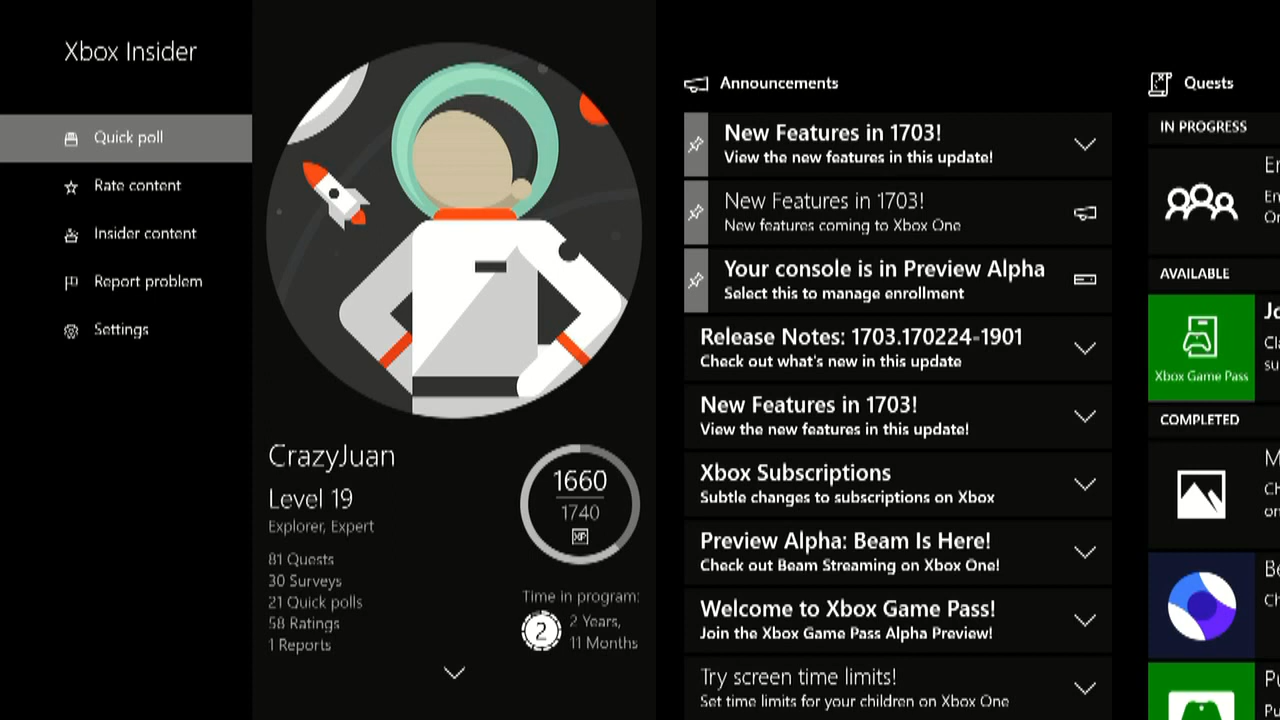 Xbox Insider
Quick poll
Rate content
Insider content
Report problem
Settings
CrazyJuan
Level 19
Explorer, Expert
81 Quests
30 Surveys
21 Quick polls
58 Ratings
1 Reports
1660
1740
XP
Time in program:
2
2 Years,
11 Months
Announcements
New Features in 1703!
View the new features in this update!
New Features in 1703!
New features coming to Xbox One
Your console is in Preview Alpha
Select this to manage enrollment
Release Notes: 1703.170224-1901
Check out what's new in this update
New Features in 1703!
View the new features in this update!
Xbox Subscriptions
Subtle changes to subscriptions on Xbox
Preview Alpha: Beam Is Here!
Check out Beam Streaming on Xbox One!
Welcome to Xbox Game Pass!
Join the Xbox Game Pass Alpha Preview!
Try screen time limits!
Set time limits for your children on Xbox One
Quests
IN PROGRESS
AVAILABLE
Xbox Game Pass
COMPLETED